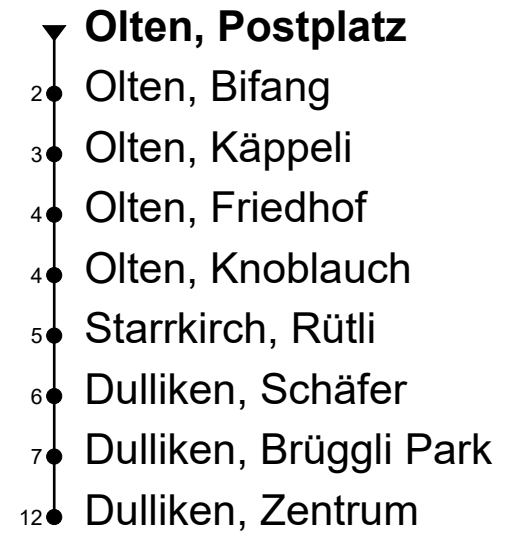 Olten, Postplatz
2 Olten, Bifang
3 Olten, Käppeli
4 Olten, Friedhof
4 Olten, Knoblauch
5 Starrkirch, Rütli
6 Dulliken, Schäfer
7 Dulliken, Brüggli Park
12 Dulliken, Zentrum